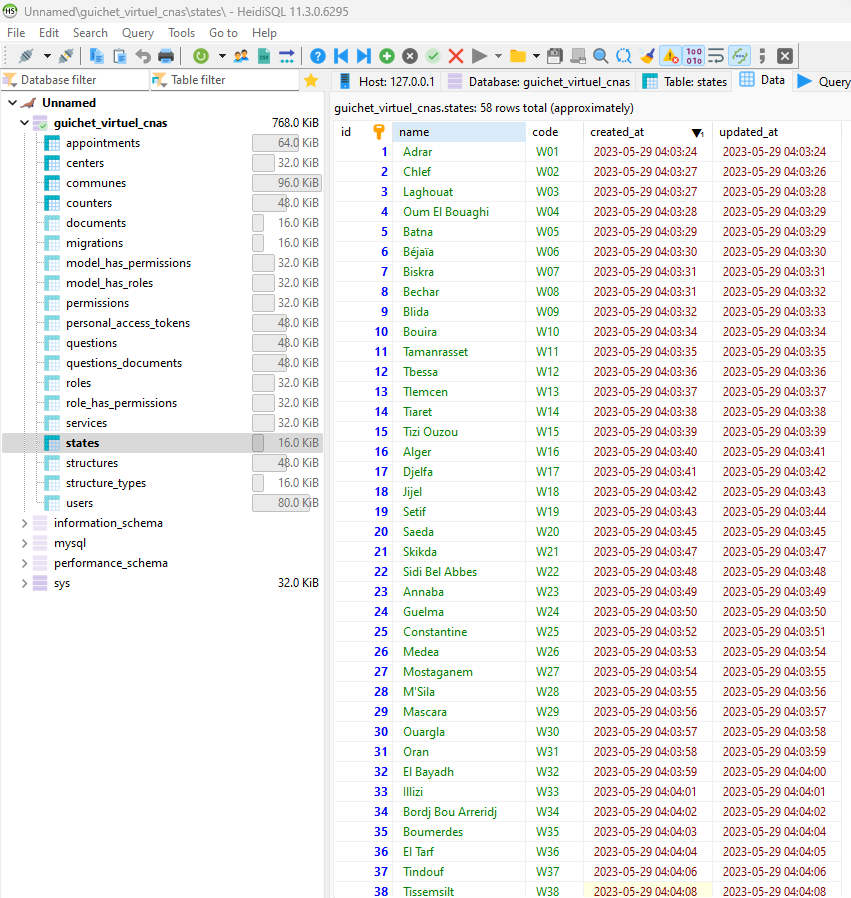 Unnamed\guichet_virtuel_cnas\states\ - HeidiSQL 11.3.0.6295
File Edit Search Query Tools Go to Help
Database filter Table filter
Host: 127.0.0.1 Database: guichet_virtuel_cnas Table: states Data Query
Unnamed
guichet_virtuel_cnas 768.0 KiB
appointments 64.0 KiB
centers 32.0 KiB
communes 96.0 KiB
counters 48.0 KiB
documents 16.0 KiB
migrations 16.0 KiB
model_has_permissions 32.0 KiB
model_has_roles 32.0 KiB
permissions 32.0 KiB
personal_access_tokens 48.0 KiB
questions 48.0 KiB
questions_documents 48.0 KiB
roles 32.0 KiB
role_has_permissions 32.0 KiB
services 32.0 KiB
states 16.0 KiB
structures 48.0 KiB
structure_types 16.0 KiB
users 80.0 KiB
information_schema
mysql
performance_schema
sys 32.0 KiB
guichet_virtuel_cnas.states: 58 rows total (approximately)
id name code created_at 1 updated_at
1 Adrar W01 2023-05-29 04:03:24 2023-05-29 04:03:24
2 Chlef W02 2023-05-29 04:03:27 2023-05-29 04:03:26
3 Laghouat W03 2023-05-29 04:03:27 2023-05-29 04:03:28
4 Oum El Bouaghi W04 2023-05-29 04:03:28 2023-05-29 04:03:29
5 Batna W05 2023-05-29 04:03:29 2023-05-29 04:03:29
6 Béjaïa W06 2023-05-29 04:03:30 2023-05-29 04:03:30
7 Biskra W07 2023-05-29 04:03:31 2023-05-29 04:03:31
8 Bechar W08 2023-05-29 04:03:31 2023-05-29 04:03:32
9 Blida W09 2023-05-29 04:03:32 2023-05-29 04:03:33
10 Bouira W10 2023-05-29 04:03:34 2023-05-29 04:03:34
11 Tamanrasset W11 2023-05-29 04:03:35 2023-05-29 04:03:35
12 Tbessa W12 2023-05-29 04:03:36 2023-05-29 04:03:36
13 Tlemcen W13 2023-05-29 04:03:37 2023-05-29 04:03:37
14 Tiaret W14 2023-05-29 04:03:38 2023-05-29 04:03:38
15 Tizi Ouzou W15 2023-05-29 04:03:39 2023-05-29 04:03:39
16 Alger W16 2023-05-29 04:03:40 2023-05-29 04:03:41
17 Djelfa W17 2023-05-29 04:03:41 2023-05-29 04:03:42
18 Jijel W18 2023-05-29 04:03:42 2023-05-29 04:03:43
19 Setif W19 2023-05-29 04:03:43 2023-05-29 04:03:44
20 Saeda W20 2023-05-29 04:03:45 2023-05-29 04:03:45
21 Skikda W21 2023-05-29 04:03:47 2023-05-29 04:03:47
22 Sidi Bel Abbes W22 2023-05-29 04:03:48 2023-05-29 04:03:48
23 Annaba W23 2023-05-29 04:03:49 2023-05-29 04:03:49
24 Guelma W24 2023-05-29 04:03:50 2023-05-29 04:03:50
25 Constantine W25 2023-05-29 04:03:52 2023-05-29 04:03:51
26 Medea W26 2023-05-29 04:03:53 2023-05-29 04:03:54
27 Mostaganem W27 2023-05-29 04:03:54 2023-05-29 04:03:55
28 M'Sila W28 2023-05-29 04:03:55 2023-05-29 04:03:56
29 Mascara W29 2023-05-29 04:03:56 2023-05-29 04:03:57
30 Ouargla W30 2023-05-29 04:03:57 2023-05-29 04:03:58
31 Oran W31 2023-05-29 04:03:58 2023-05-29 04:03:59
32 El Bayadh W32 2023-05-29 04:03:59 2023-05-29 04:04:00
33 Illizi W33 2023-05-29 04:04:01 2023-05-29 04:04:01
34 Bordj Bou Arreridj W34 2023-05-29 04:04:02 2023-05-29 04:04:02
35 Boumerdes W35 2023-05-29 04:04:03 2023-05-29 04:04:04
36 El Tarf W36 2023-05-29 04:04:04 2023-05-29 04:04:05
37 Tindouf W37 2023-05-29 04:04:06 2023-05-29 04:04:06
38 Tissemsilt W38 2023-05-29 04:04:08 2023-05-29 04:04:08